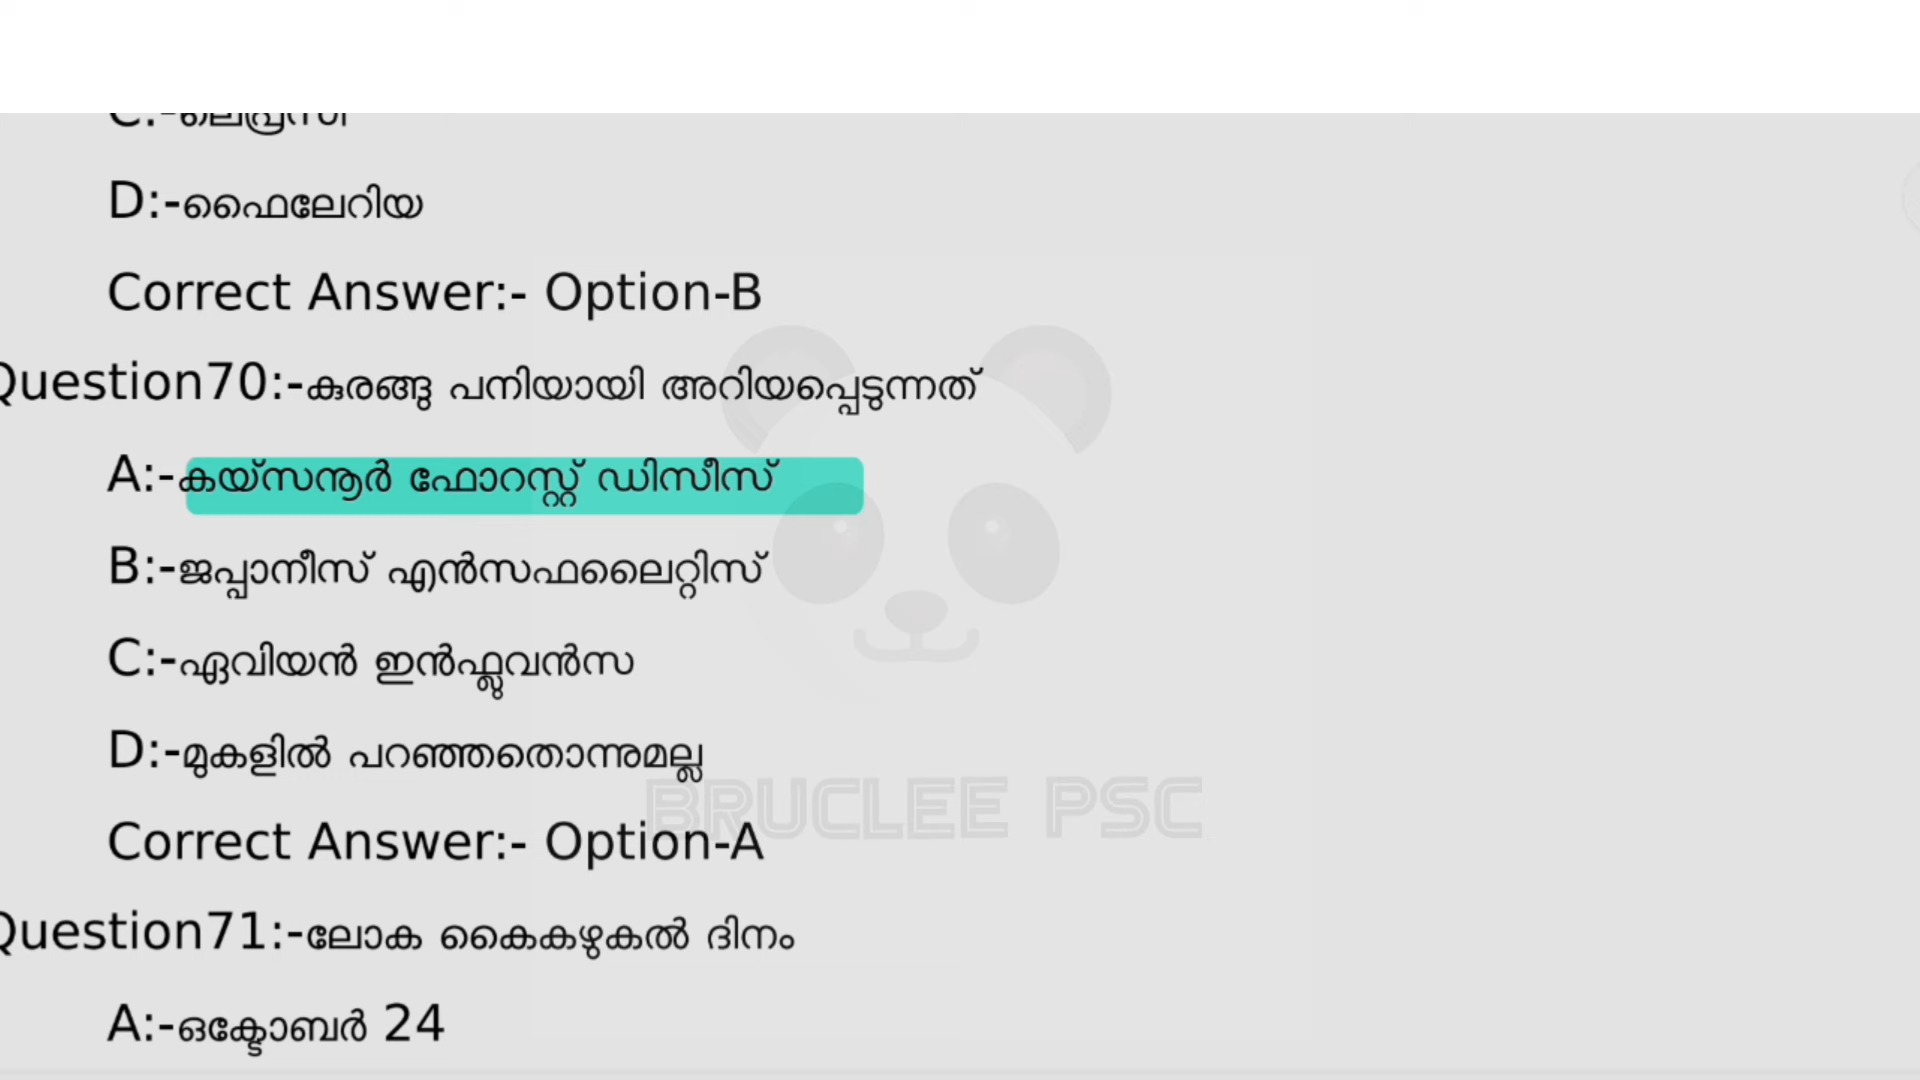 C:-ലെപ്രസി
D:-ഫൈലേറിയ
Correct Answer:- Option-B
Question70:-കുരങ്ങു പനിയായി അറിയപ്പെടുന്നത്
A:-കയ്സനൂർ ഫോറസ്റ്റ് ഡിസീസ്
B:-ജപ്പാനീസ് എൻസഫലൈറ്റിസ്
C:-ഏവിയൻ ഇൻഫ്ലുവൻസ
D:-മുകളിൽ പറഞ്ഞതൊന്നുമല്ല
BRUCLEE PSC
Correct Answer:- Option-A
Question71:-ലോക കൈകഴുകൽ ദിനം
A:-ഒക്ടോബർ 24